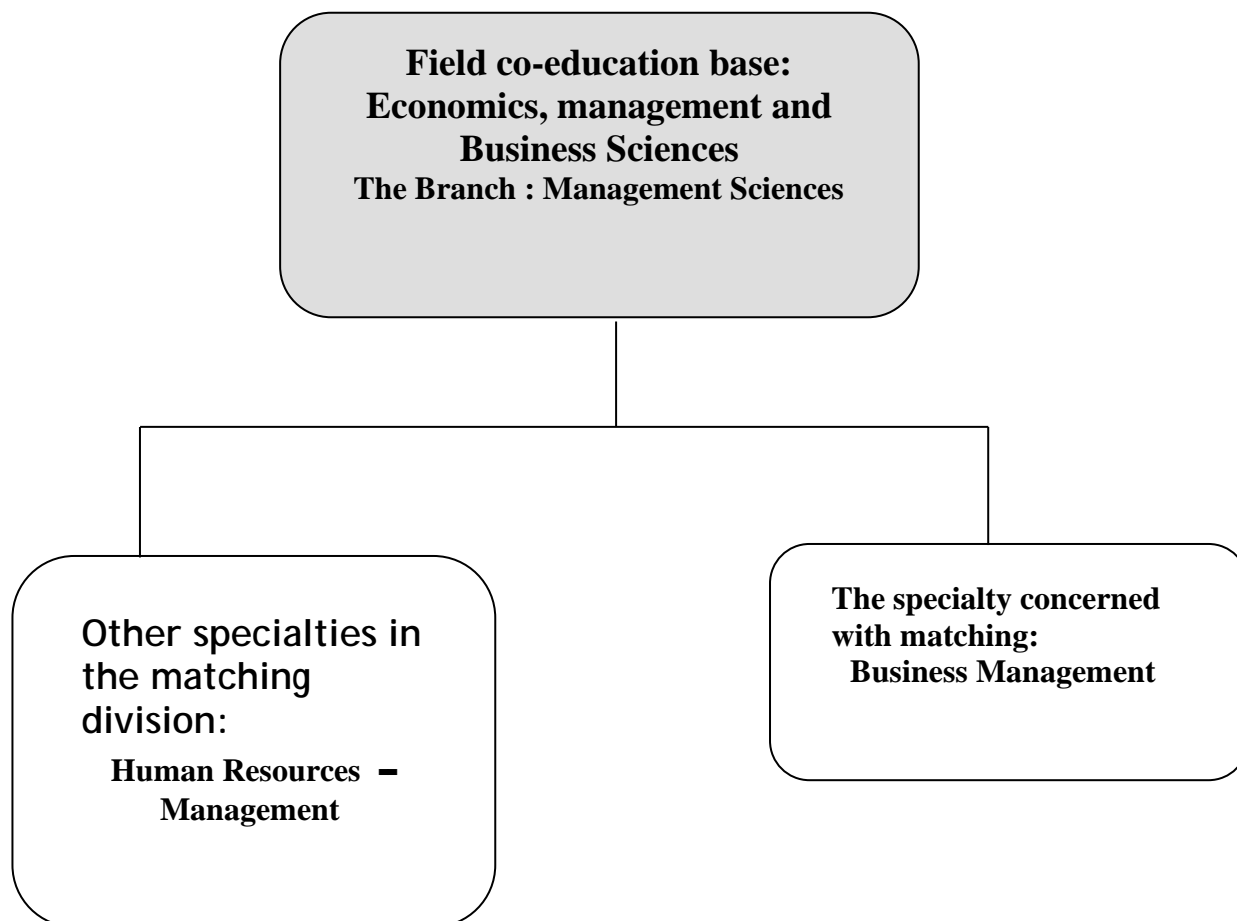 Field co-education base:
Economics, management and
Business Sciences
The Branch : Management Sciences
Other specialties in
the matching
division:
Human Resources –
Management
The specialty concerned
with matching:
Business Management